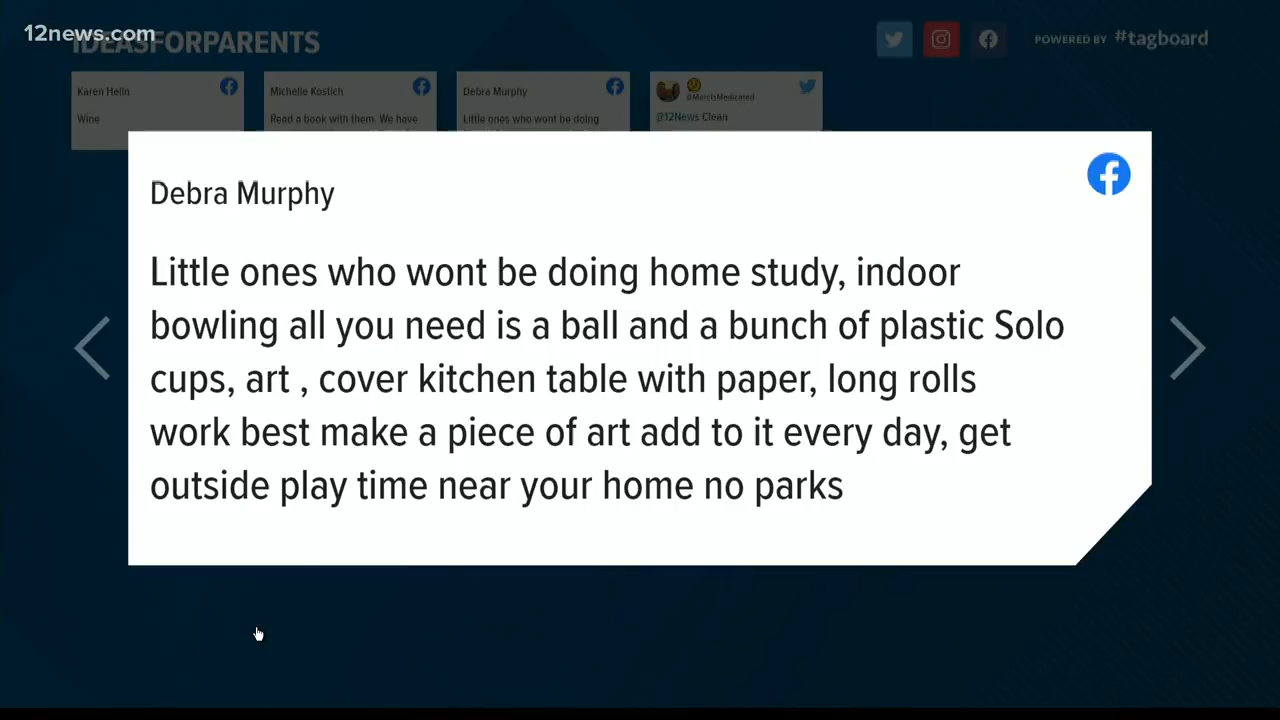 12news.com
IDEASFORPARENTS
POWERED BY #tagboard
Karen Helin
Wine
Michelle Kostich
Read a book with them. We have
Debra Murphy
Little ones who wont be doing
@MarcIsMedicated
@12News Clean
Debra Murphy
Little ones who wont be doing home study, indoor
bowling all you need is a ball and a bunch of plastic Solo
cups, art , cover kitchen table with paper, long rolls
work best make a piece of art add to it every day, get
outside play time near your home no parks